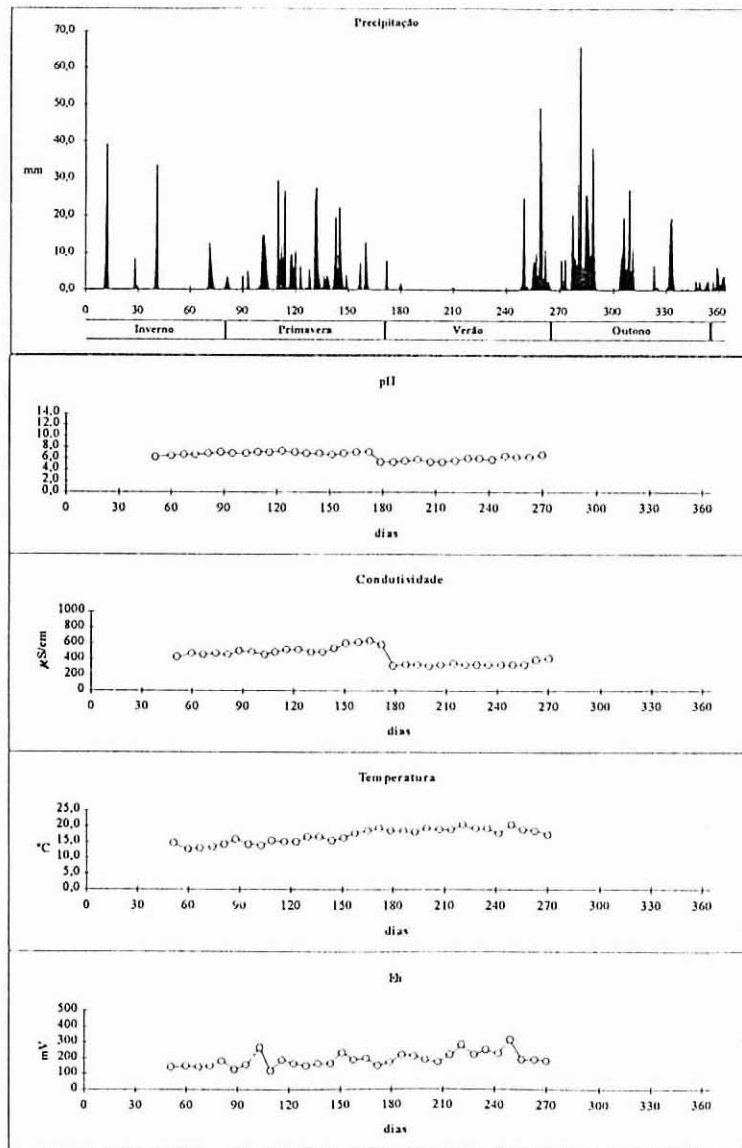 Precipitação
70,0
60,0
50,0
40,0
mm
30,0
20,0
10,0
0,0
0 30 60 90 120 150 180 210 240 270 300 330 360
Inverno Primavera Verão Outono
pH
14,0
12,0
10,0
8,0
6,0
4,0
2,0
0,0
0 30 60 90 120 150 180 210 240 270 300 330 360
dias
Condutividade
1000
800
600
µS/cm
400
200
0
0 30 60 90 120 150 180 210 240 270 300 330 360
dias
Temperatura
25,0
20,0
15,0
°C
10,0
5,0
0,0
0 30 60 90 120 150 180 210 240 270 300 330 360
dias
Eh
500
400
300
mV
200
100
0
0 30 60 90 120 150 180 210 240 270 300 330 360
dias